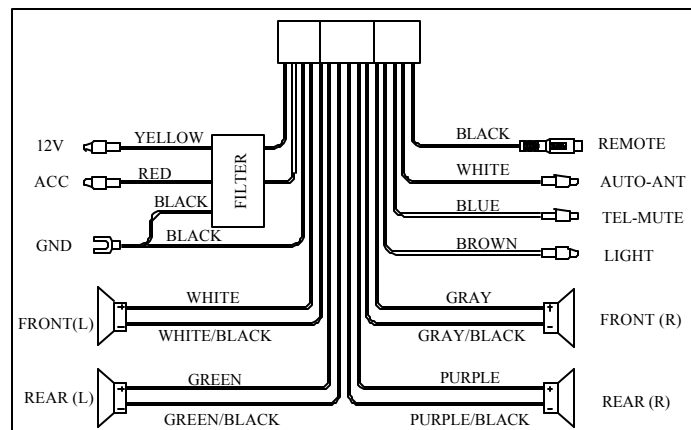 12V
YELLOW
ACC
RED
BLACK
GND
BLACK
FILTER
BLACK
REMOTE
WHITE
AUTO-ANT
BLUE
TEL-MUTE
BROWN
LIGHT
FRONT(L)
+
-
WHITE
WHITE/BLACK
GRAY
GRAY/BLACK
+
-
FRONT (R)
REAR (L)
+
-
GREEN
GREEN/BLACK
PURPLE
PURPLE/BLACK
+
-
REAR (R)